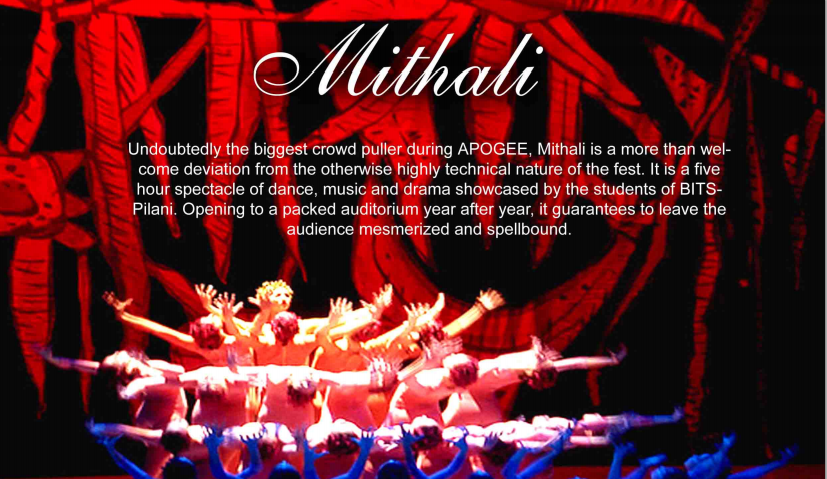 Mithali
Undoubtedly the biggest crowd puller during APOGEE, Mithali is a more than wel-
come deviation from the otherwise highly technical nature of the fest. It is a five
hour spectacle of dance, music and drama showcased by the students of BITS-
Pilani. Opening to a packed auditorium year after year, it guarantees to leave the
audience mesmerized and spellbound.